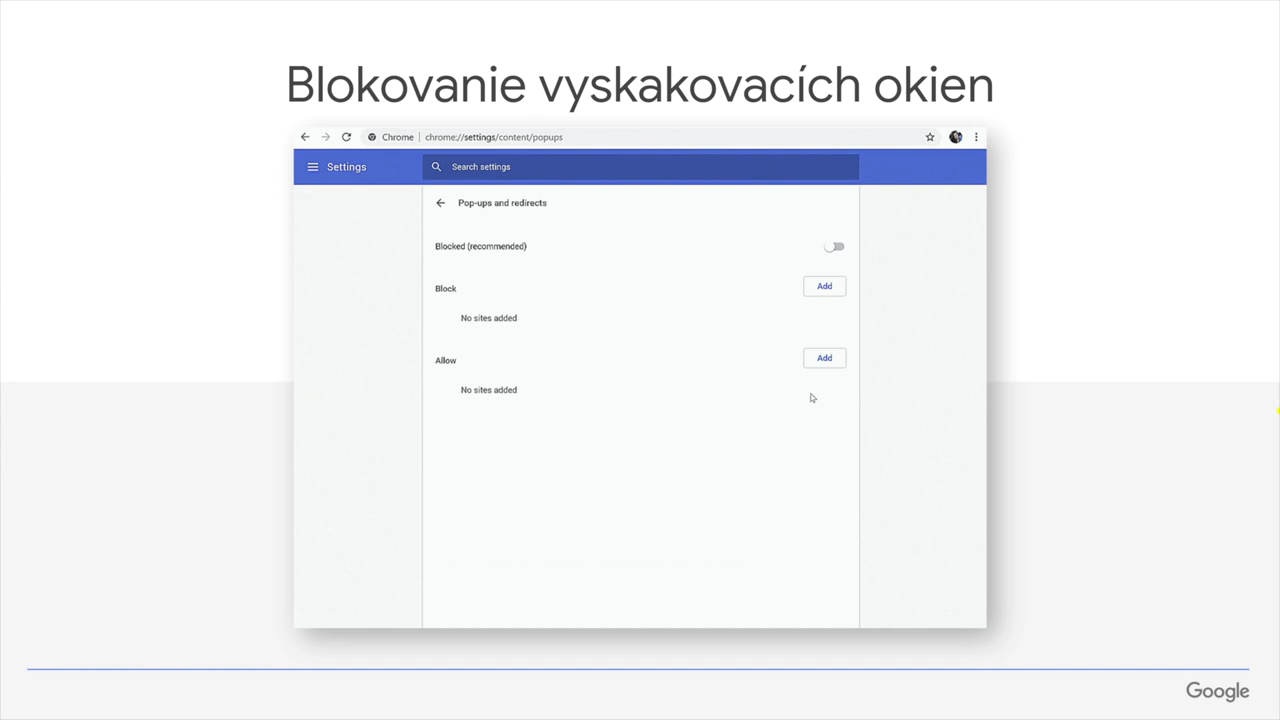 Blokovanie vyskakovacích okien
Chrome | chrome://settings/content/popups
Settings
Search settings
Pop-ups and redirects
Blocked (recommended)
Block
Add
No sites added
Allow
Add
No sites added
Google